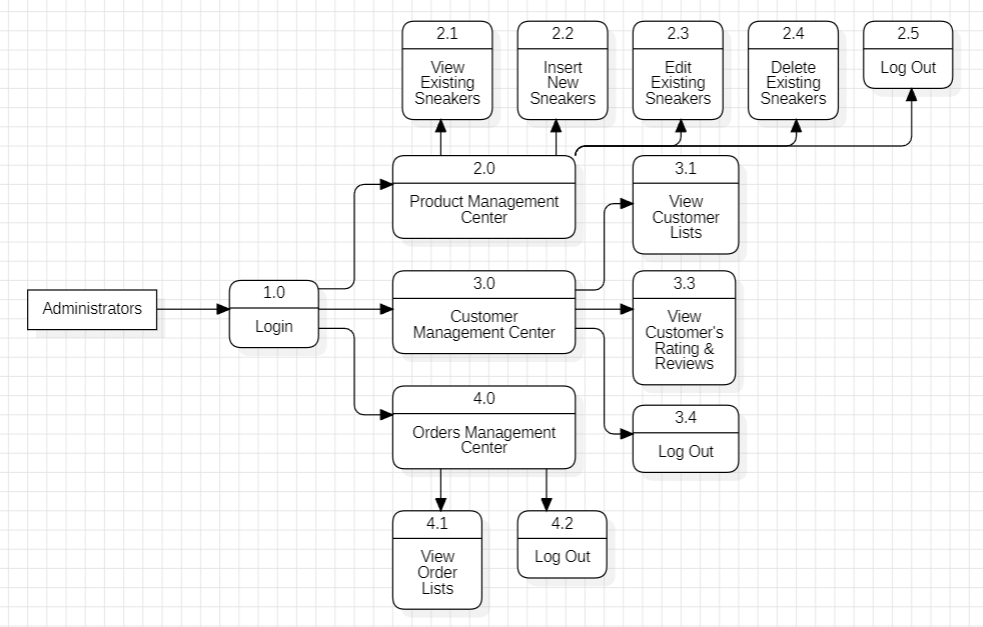 2.1
View
Existing
Sneakers
2.2
Insert
New
Sneakers
2.3
Edit
Existing
Sneakers
2.4
Delete
Existing
Sneakers
2.5
Log Out
2.0
Product Management
Center
3.1
View
Customer
Lists
Administrators
1.0
Login
3.0
Customer
Management Center
3.3
View
Customer's
Rating &
Reviews
4.0
Orders Management
Center
3.4
Log Out
4.1
View
Order
Lists
4.2
Log Out